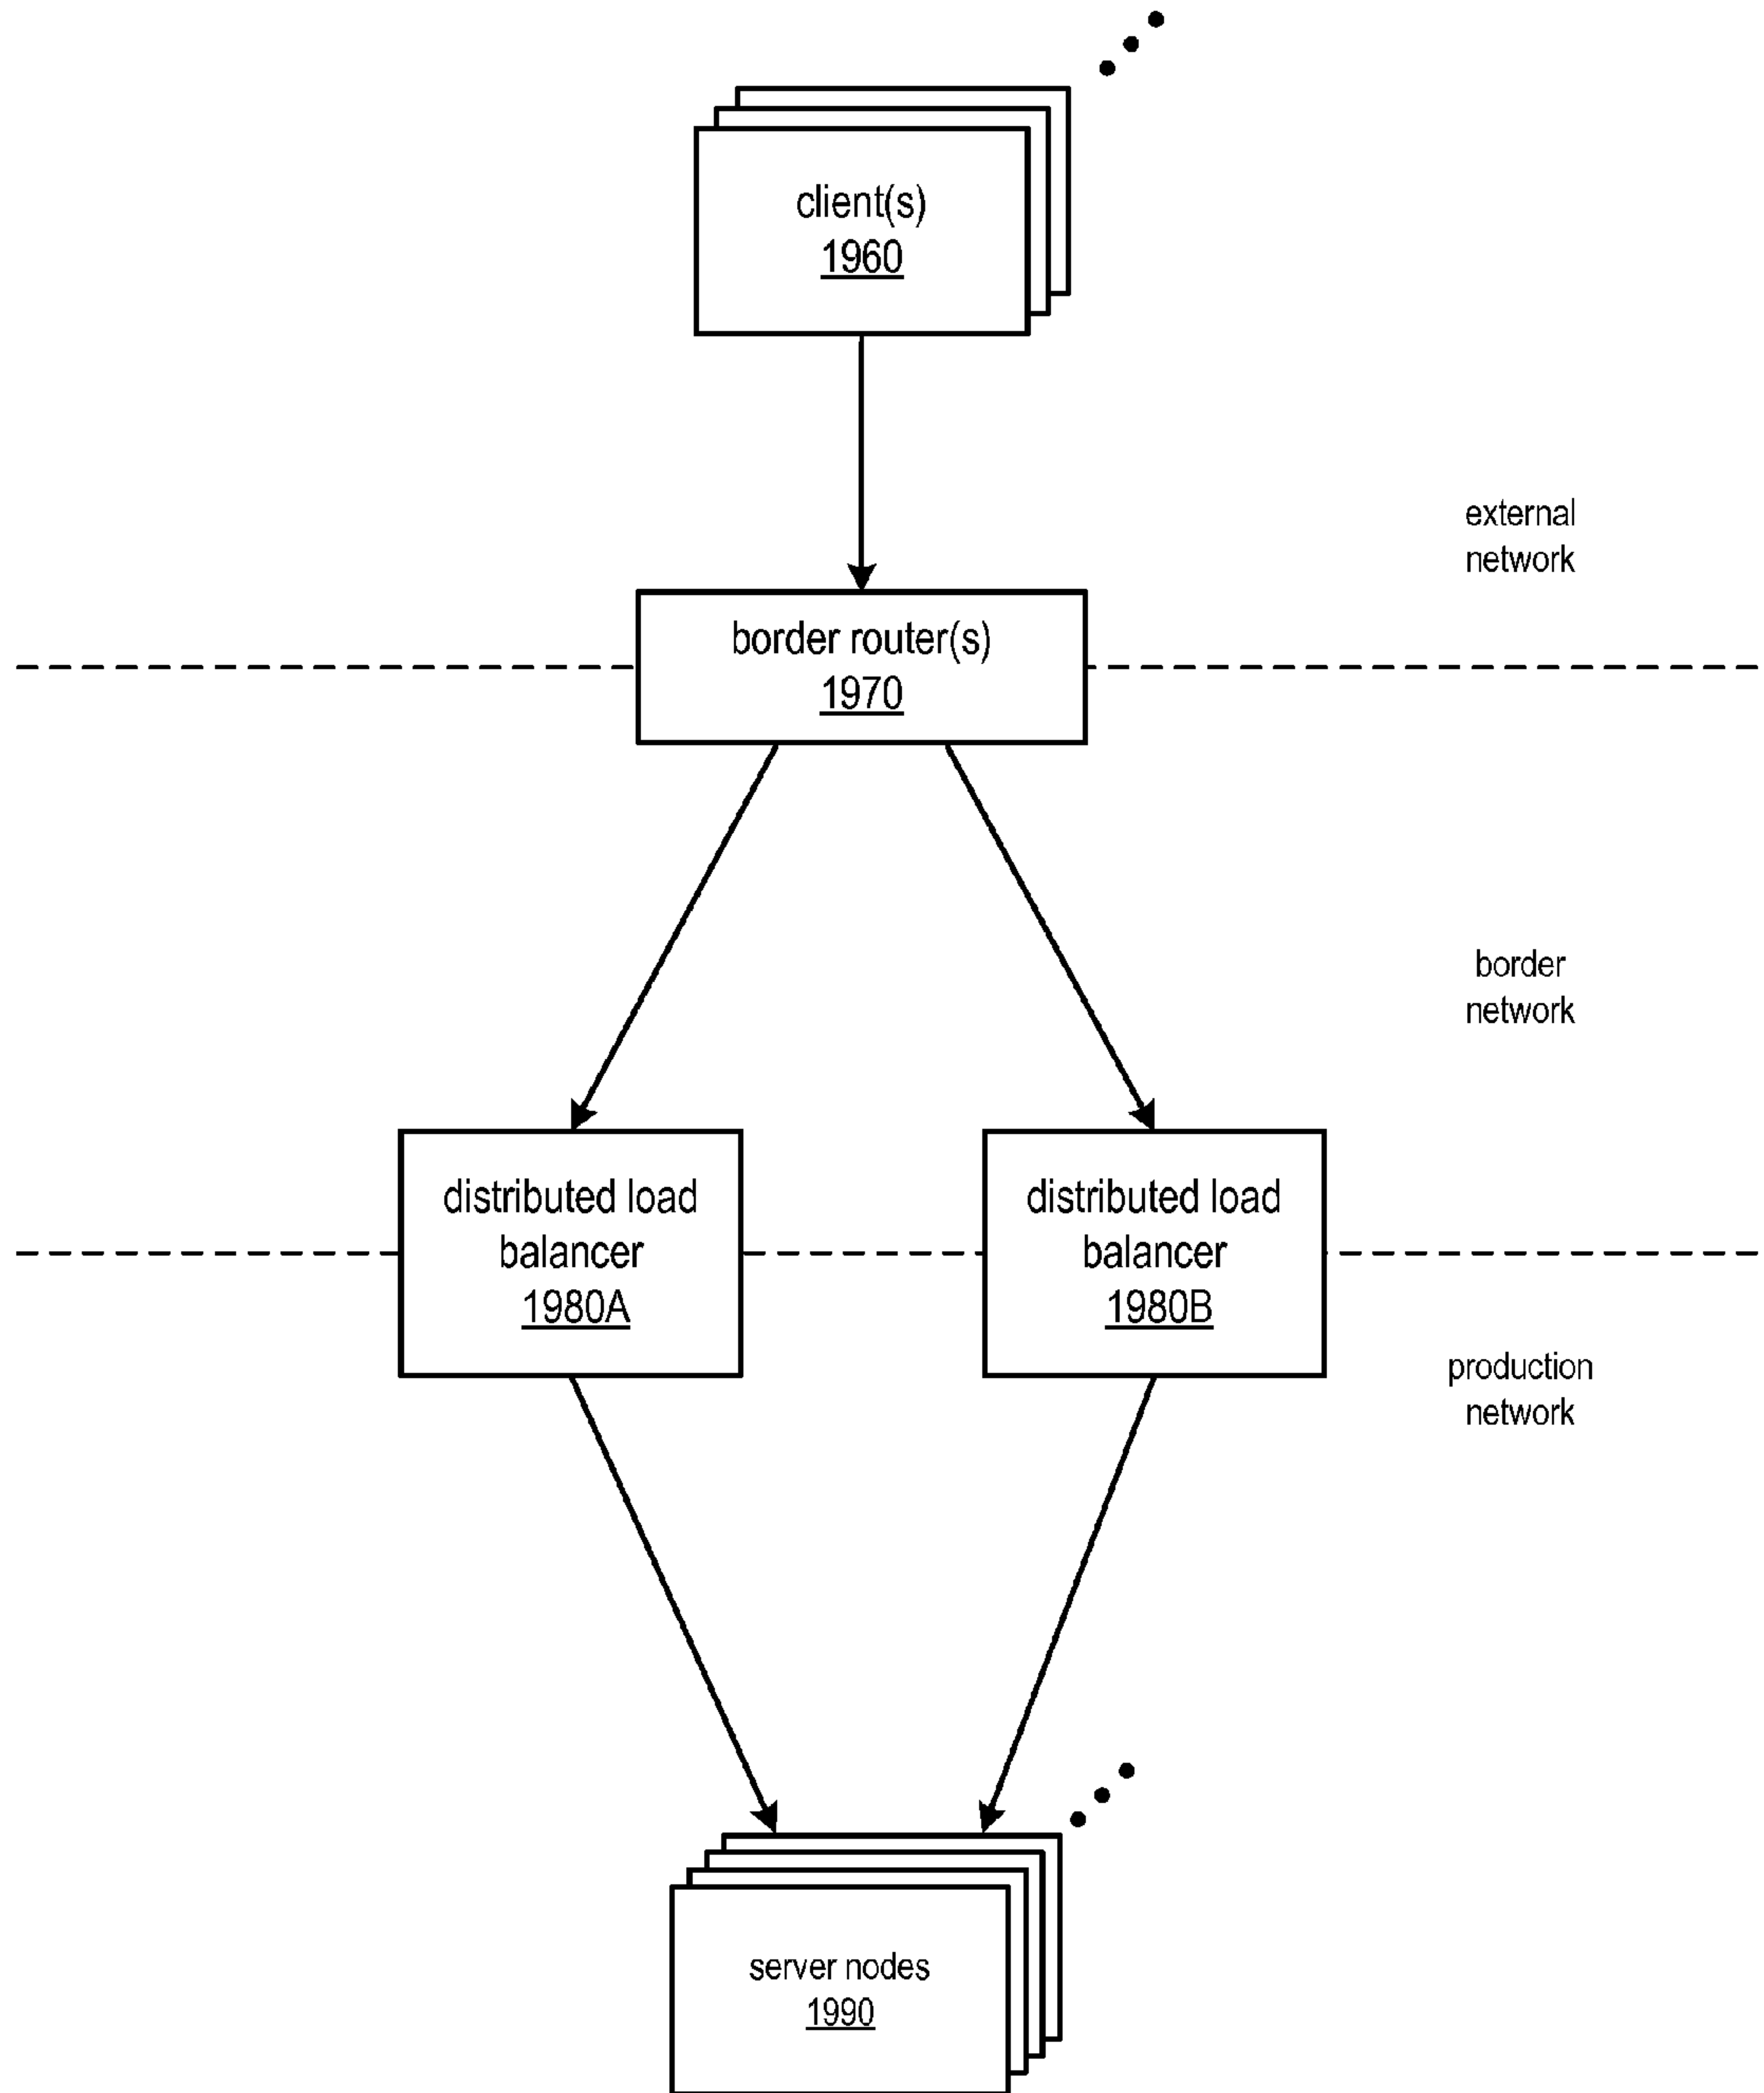 client(s)
1960
external
network
border router(s)
1970
border
network
distributed load
balancer
1980A
distributed load
balancer
1980B
production
network
server nodes
1990